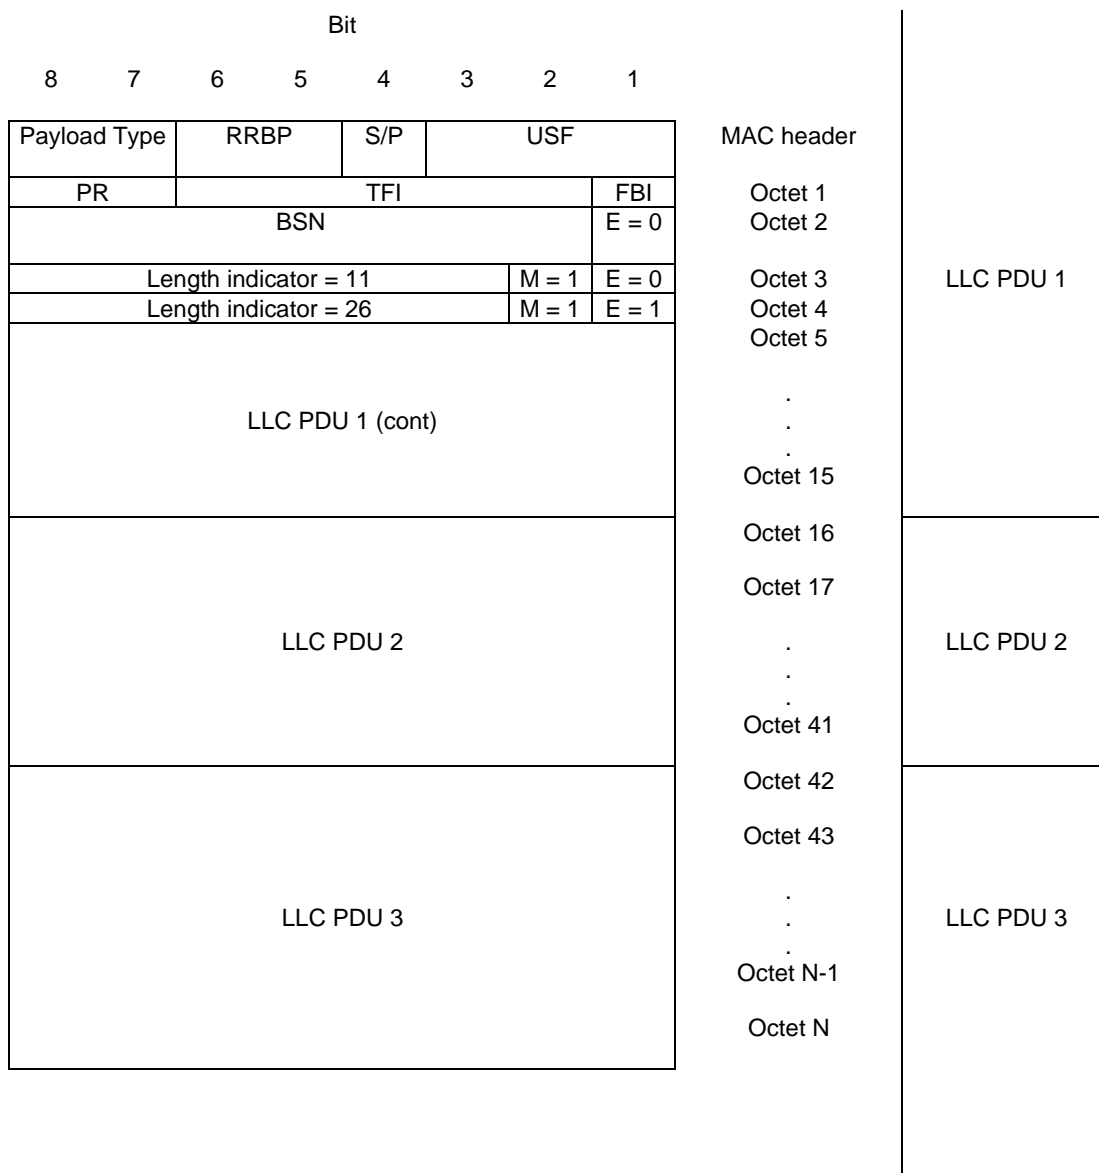 Bit
8 7 6 5 4 3 2 1
Payload Type RRBP S/P USF MAC header
PR TFI FBI Octet 1
BSN E = 0 Octet 2
Length indicator = 11 M = 1 E = 0 Octet 3 LLC PDU 1
Length indicator = 26 M = 1 E = 1 Octet 4
Octet 5
.
LLC PDU 1 (cont) .
.
Octet 15
Octet 16
Octet 17
LLC PDU 2 . LLC PDU 2
.
.
Octet 41
Octet 42
Octet 43
.
LLC PDU 3 . LLC PDU 3
.
Octet N-1
Octet N